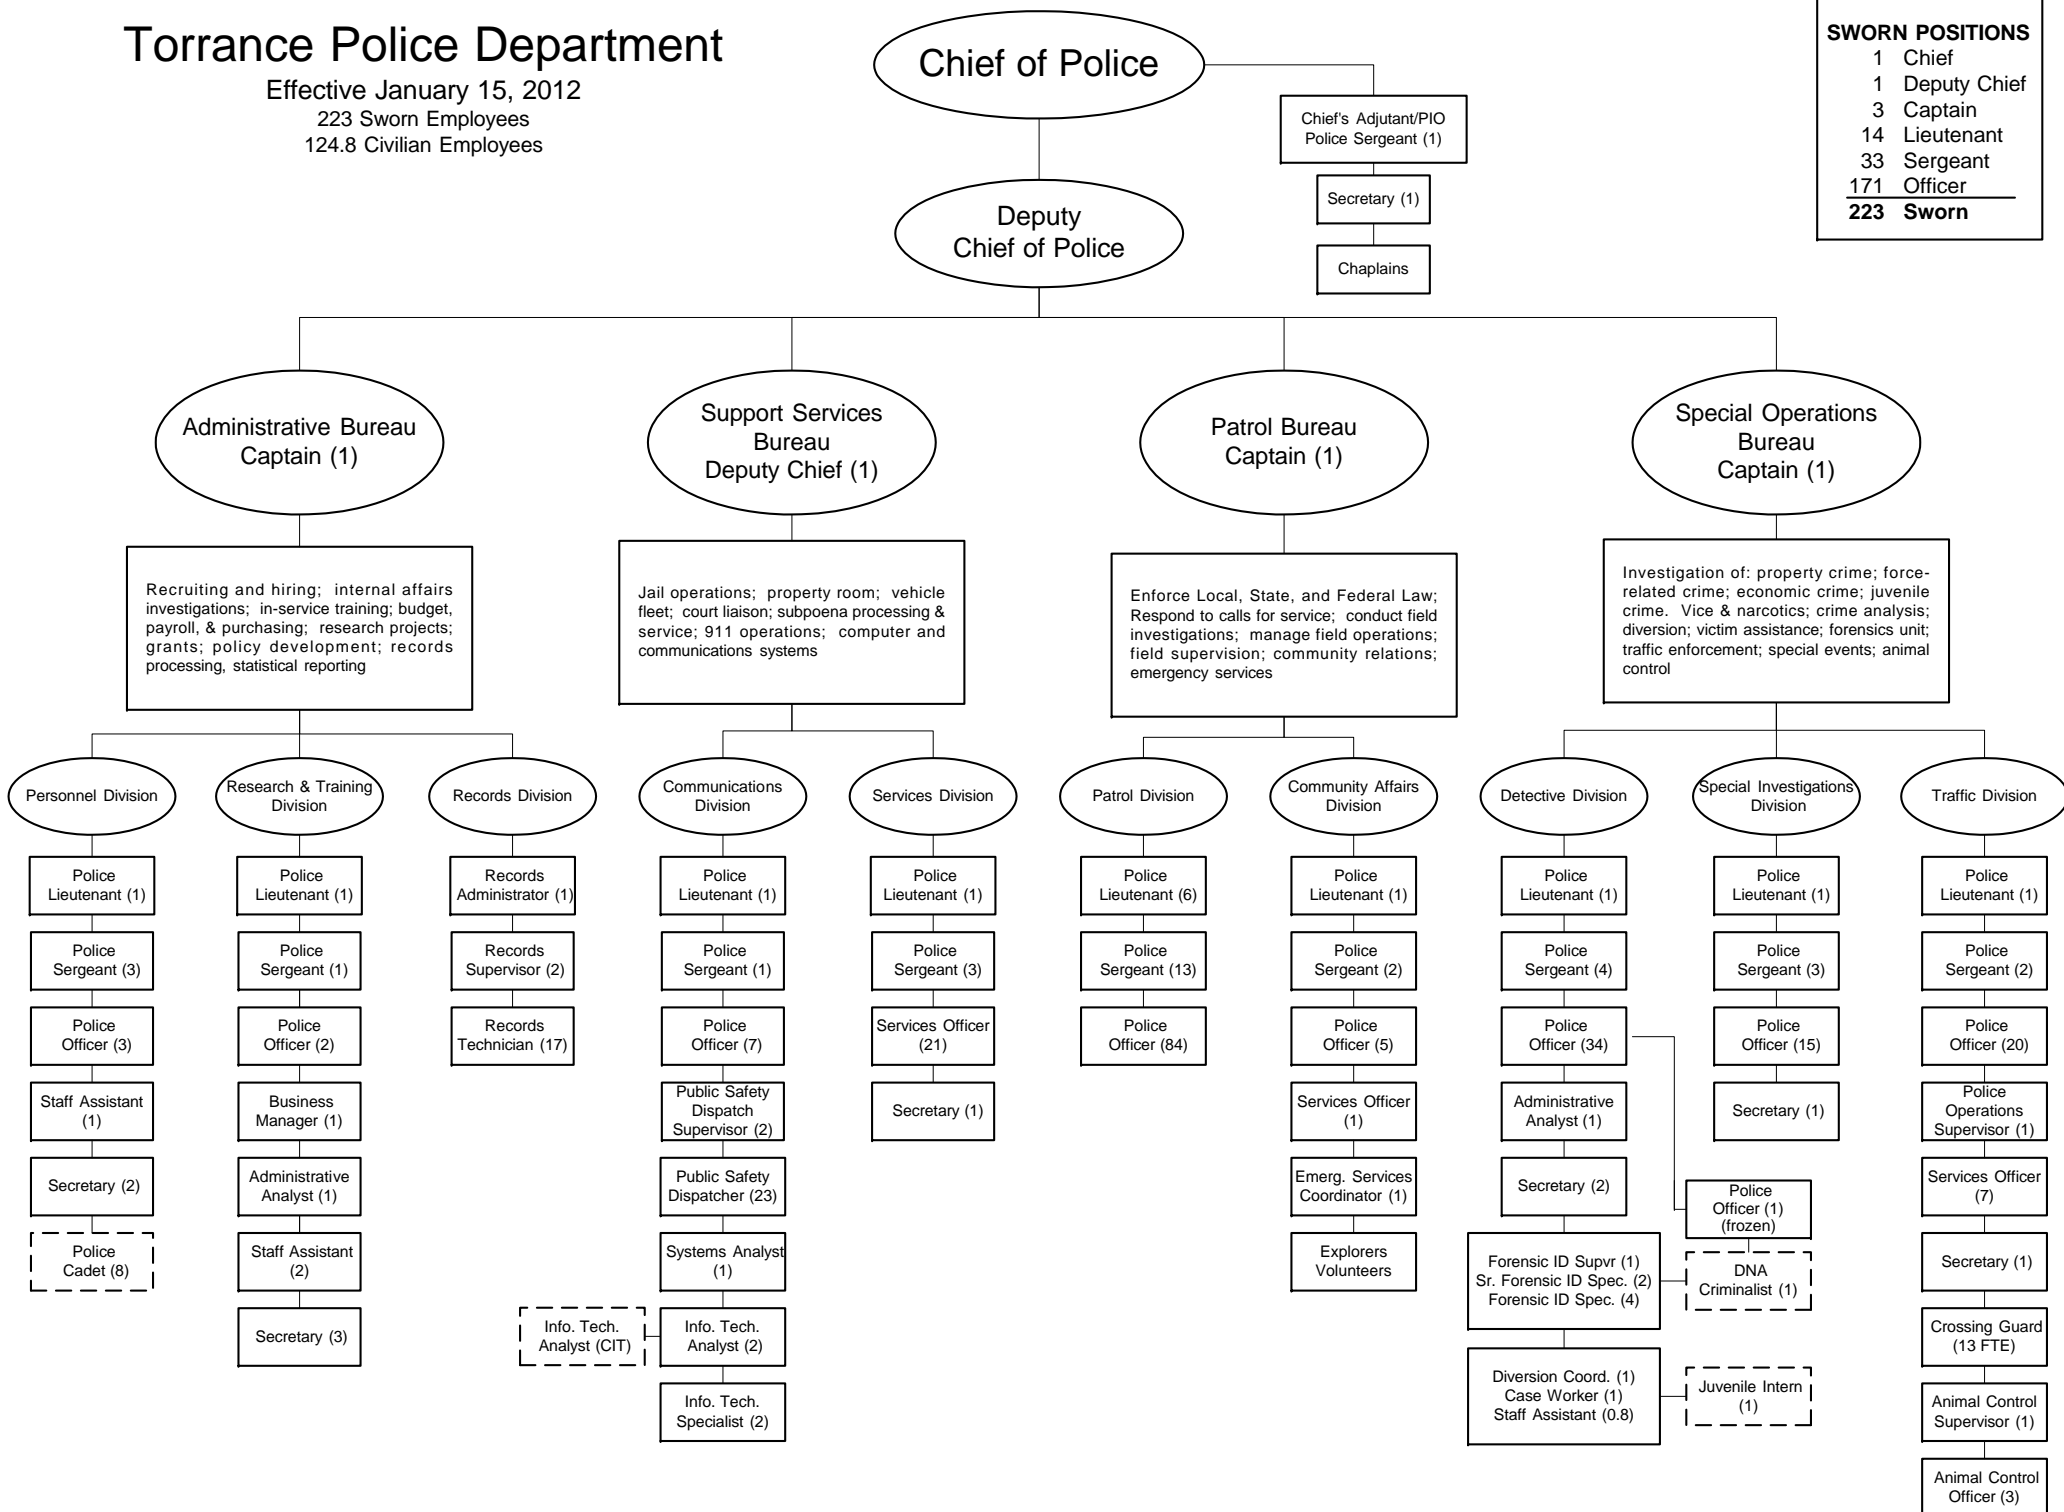 Torrance Police Department
Effective January 15, 2012
223 Sworn Employees
124.8 Civilian Employees
Chief of Police
Chief's Adjutant/PIO
Police Sergeant (1)
Secretary (1)
Chaplains
SWORN POSITIONS
1 Chief
1 Deputy Chief
3 Captain
14 Lieutenant
33 Sergeant
171 Officer
223 Sworn
Deputy
Chief of Police
Administrative Bureau
Captain (1)
Support Services
Bureau
Deputy Chief (1)
Patrol Bureau
Captain (1)
Special Operations
Bureau
Captain (1)
Recruiting and hiring; internal affairs
investigations; in-service training; budget,
payroll, & purchasing; research projects;
grants; policy development; records
processing, statistical reporting
Jail operations; property room; vehicle
fleet; court liaison; subpoena processing &
service; 911 operations; computer and
communications systems
Enforce Local, State, and Federal Law;
Respond to calls for service; conduct field
investigations; manage field operations;
field supervision; community relations;
emergency services
Investigation of: property crime; force-
related crime; economic crime; juvenile
crime. Vice & narcotics; crime analysis;
diversion; victim assistance; forensics unit;
traffic enforcement; special events; animal
control
Personnel Division
Police
Lieutenant (1)
Police
Sergeant (3)
Police
Officer (3)
Staff Assistant
(1)
Secretary (2)
Police
Cadet (8)
Research & Training
Division
Police
Lieutenant (1)
Police
Sergeant (1)
Police
Officer (2)
Business
Manager (1)
Administrative
Analyst (1)
Staff Assistant
(2)
Secretary (3)
Records Division
Records
Administrator (1)
Records
Supervisor (2)
Records
Technician (17)
Communications
Division
Police
Lieutenant (1)
Police
Sergeant (1)
Police
Officer (7)
Public Safety
Dispatch
Supervisor (2)
Public Safety
Dispatcher (23)
Systems Analyst
(1)
Info. Tech.
Analyst (CIT)
Info. Tech.
Analyst (2)
Info. Tech.
Specialist (2)
Services Division
Police
Lieutenant (1)
Police
Sergeant (3)
Services Officer
(21)
Secretary (1)
Patrol Division
Police
Lieutenant (6)
Police
Sergeant (13)
Police
Officer (84)
Community Affairs
Division
Police
Lieutenant (1)
Police
Sergeant (2)
Police
Officer (5)
Services Officer
(1)
Emerg. Services
Coordinator (1)
Explorers
Volunteers
Detective Division
Police
Lieutenant (1)
Police
Sergeant (4)
Police
Officer (34)
Administrative
Analyst (1)
Secretary (2)
Forensic ID Supvr (1)
Sr. Forensic ID Spec. (2)
Forensic ID Spec. (4)
Diversion Coord. (1)
Case Worker (1)
Staff Assistant (0.8)
Special Investigations
Division
Police
Lieutenant (1)
Police
Sergeant (3)
Police
Officer (15)
Secretary (1)
Police
Officer (1)
(frozen)
DNA
Criminalist (1)
Juvenile Intern
(1)
Traffic Division
Police
Lieutenant (1)
Police
Sergeant (2)
Police
Officer (20)
Police
Operations
Supervisor (1)
Services Officer
(7)
Secretary (1)
Crossing Guard
(13 FTE)
Animal Control
Supervisor (1)
Animal Control
Officer (3)